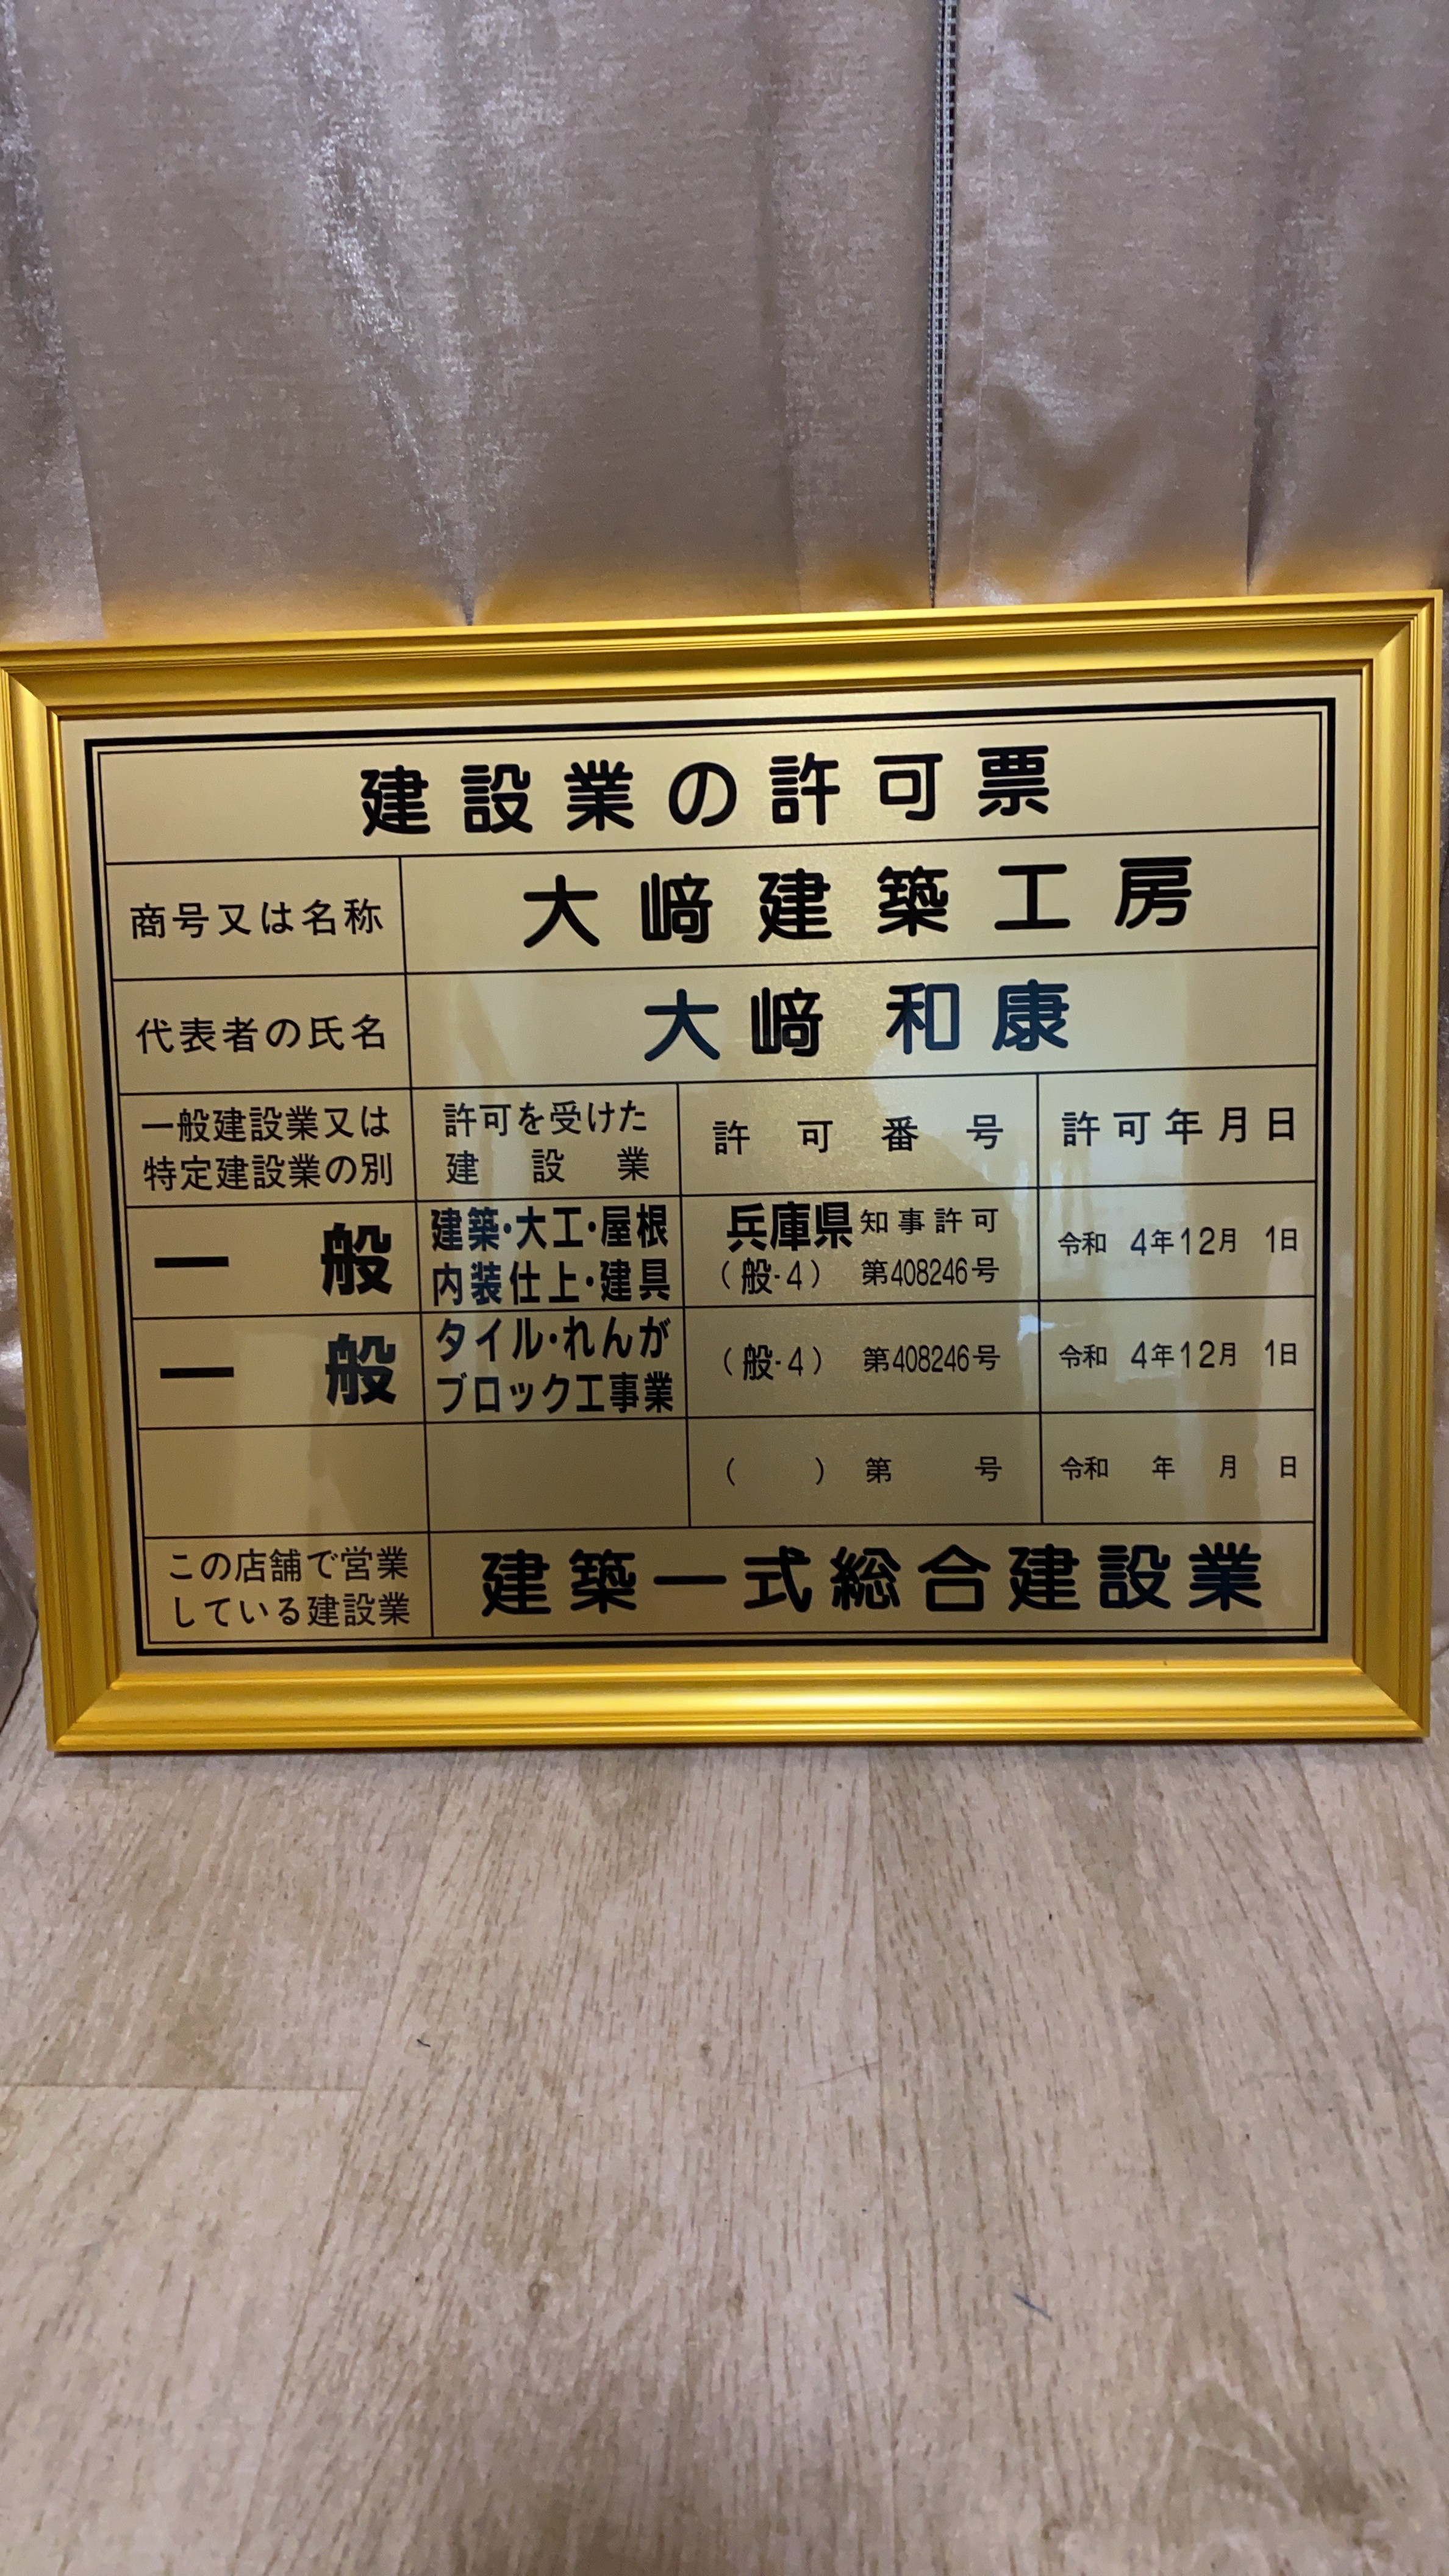 建設業の許可票
商号又は名称 大﨑建築工房
代表者の氏名 大﨑 和康
一般建設業又は
特定建設業の別
許可を受けた
建設業
許可番号
許可年月日
一般
建築・大工・屋根
内装仕上・建具
兵庫県知事許可
(般-4) 第408246号
令和 4年12月 1日
一般
タイル・れんが
ブロック工事業
(般-4) 第408246号
令和 4年12月 1日
( ) 第 号
令和 年 月 日
この店舗で営業
している建設業
建築一式総合建設業